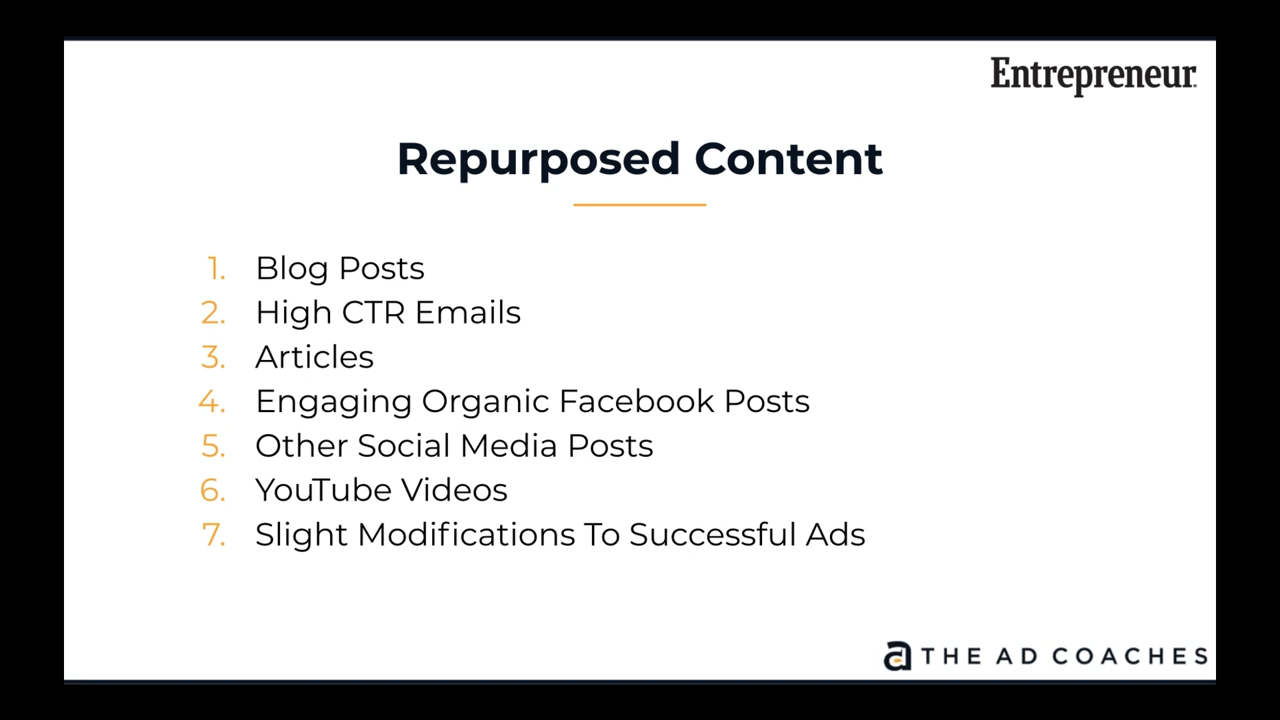 Entrepreneur
Repurposed Content
1. Blog Posts
2. High CTR Emails
3. Articles
4. Engaging Organic Facebook Posts
5. Other Social Media Posts
6. YouTube Videos
7. Slight Modifications To Successful Ads
a THE AD COACHES